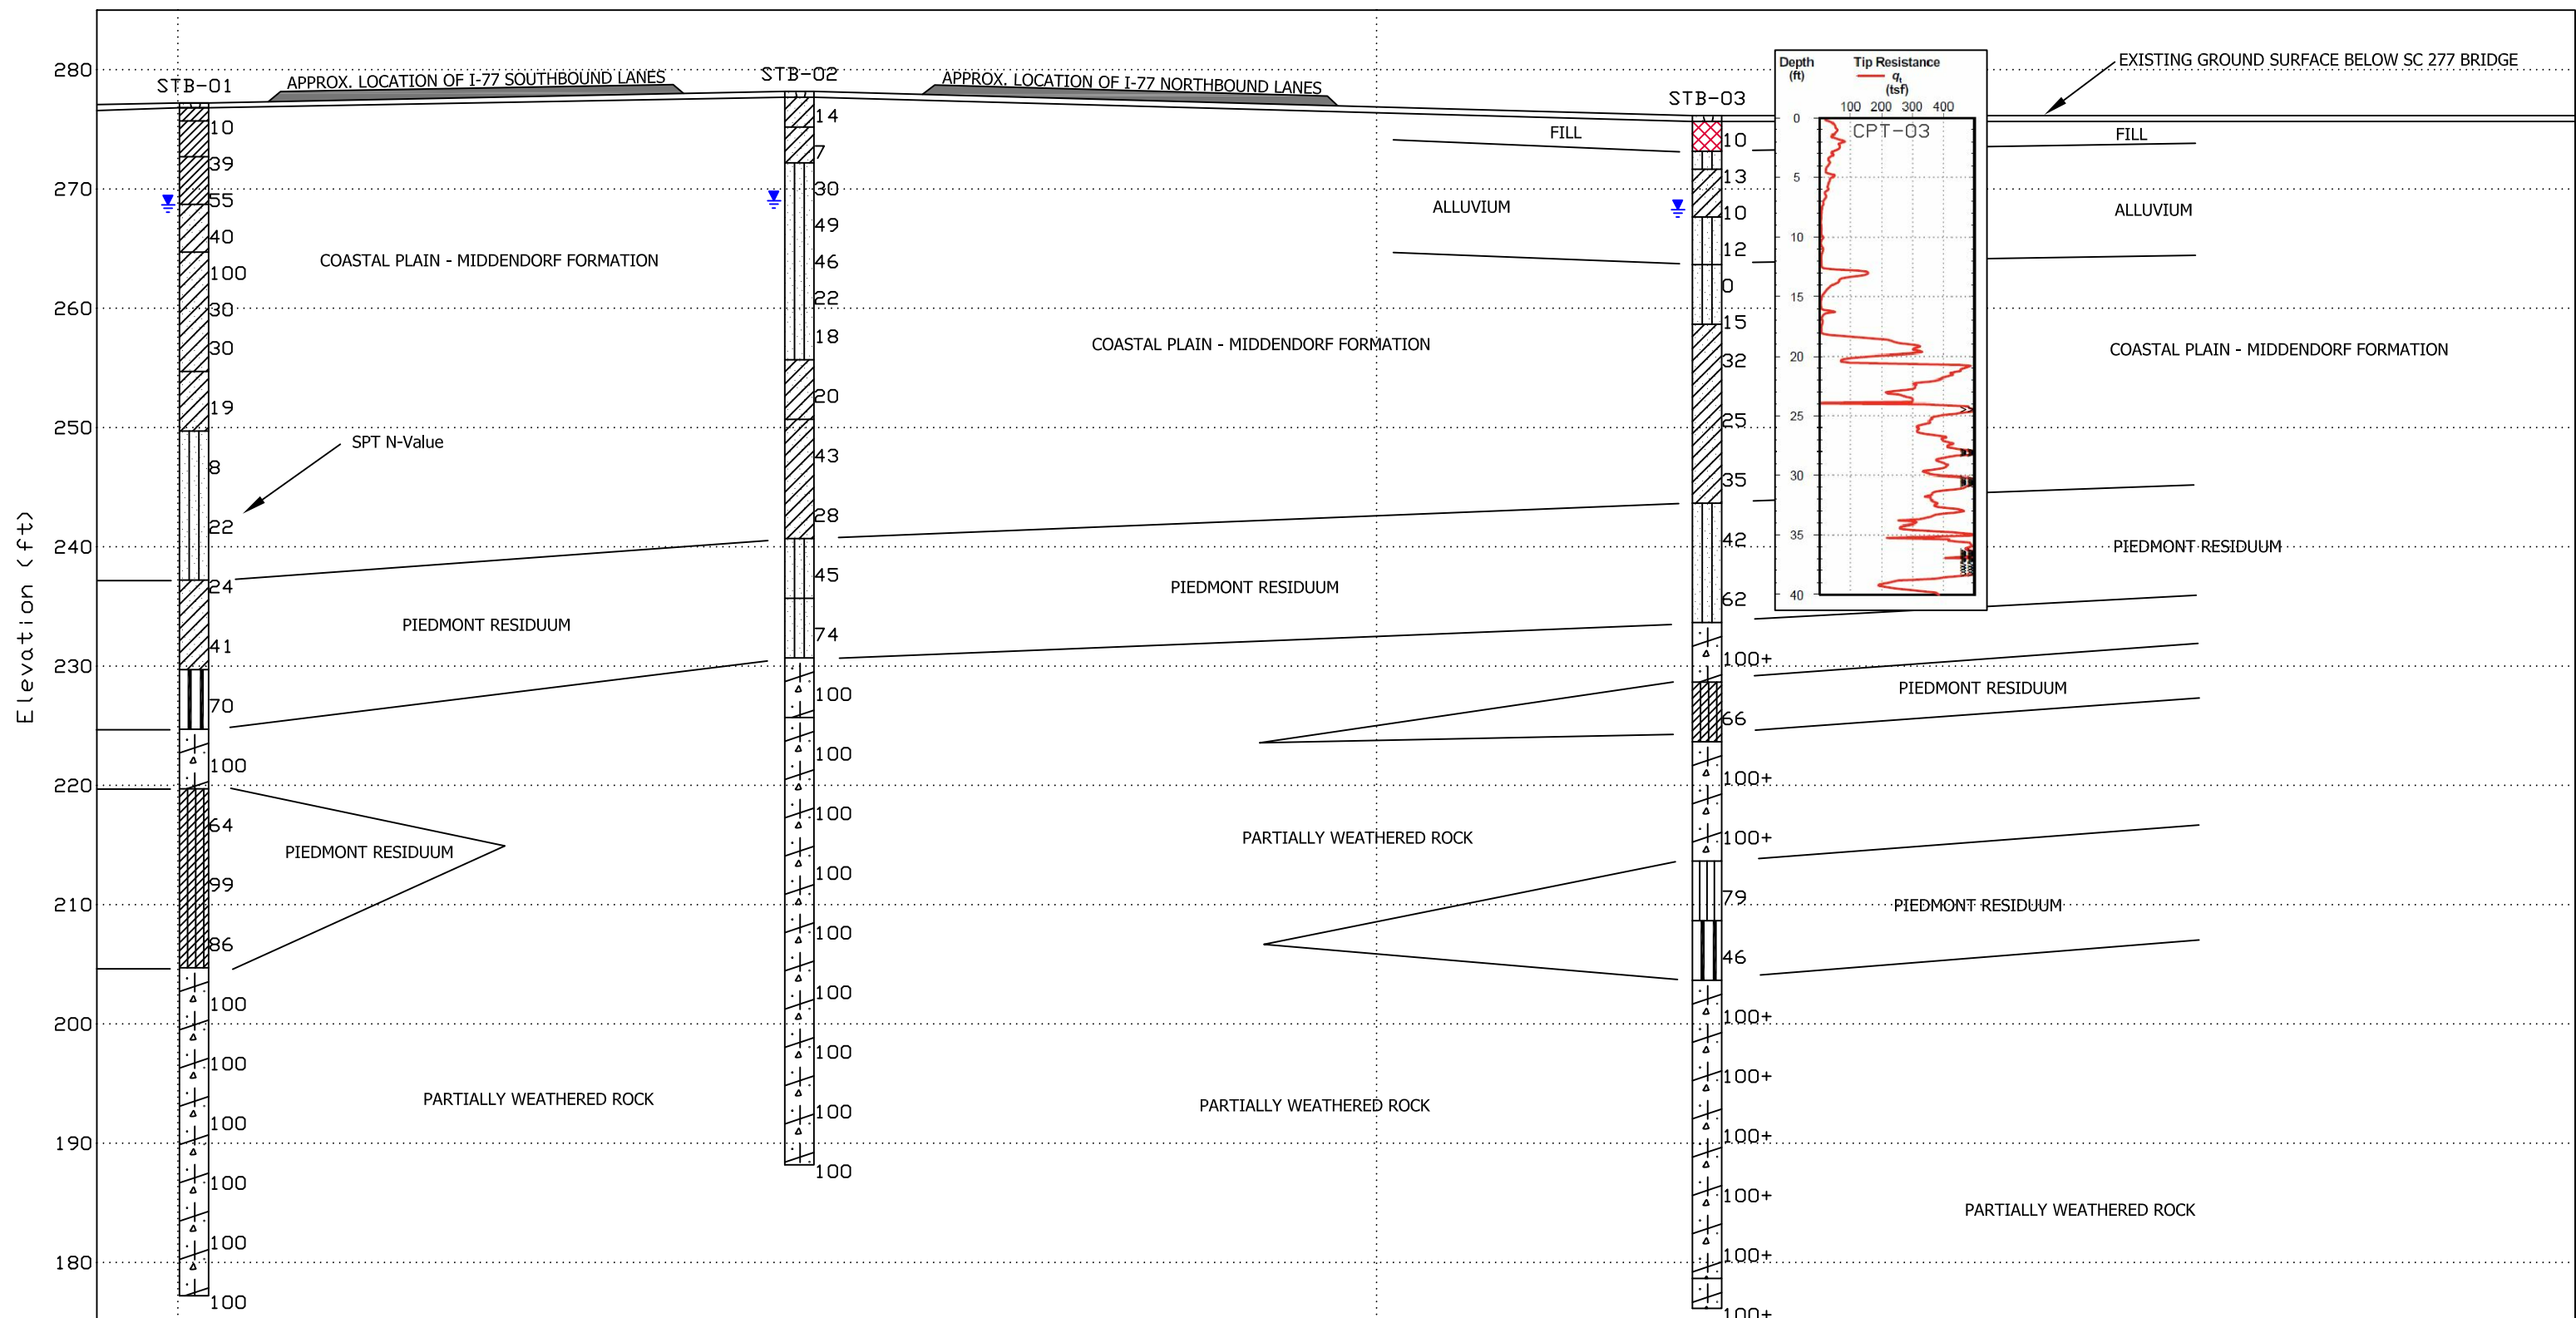 280
270
260
250
240
230
220
210
200
190
180
Elevation (ft)
STB-01
APPROX. LOCATION OF I-77 SOUTHBOUND LANES
STB-02
APPROX. LOCATION OF I-77 NORTHBOUND LANES
STB-03
EXISTING GROUND SURFACE BELOW SC 277 BRIDGE
10
39
55
40
100
30
30
19
8
22
24
41
70
100
64
99
86
100
100
100
100
100
100
COASTAL PLAIN - MIDDENDORF FORMATION
SPT N-Value
PIEDMONT RESIDUUM
PIEDMONT RESIDUUM
PARTIALLY WEATHERED ROCK
14
7
30
49
46
22
18
20
43
28
45
74
100
100
100
100
100
100
100
100
100
FILL
ALLUVIUM
COASTAL PLAIN - MIDDENDORF FORMATION
PIEDMONT RESIDUUM
PARTIALLY WEATHERED ROCK
PARTIALLY WEATHERED ROCK
10
13
10
12
0
15
32
25
35
42
62
100+
66
100+
100+
79
46
100+
100+
100+
100+
100+
100+
Depth
(ft)
Tip Resistance
qt
(tsf)
100 200 300 400
CPT-03
0
5
10
15
20
25
30
35
40
FILL
ALLUVIUM
COASTAL PLAIN - MIDDENDORF FORMATION
PIEDMONT RESIDUUM
PIEDMONT RESIDUUM
PIEDMONT RESIDUUM
PARTIALLY WEATHERED ROCK